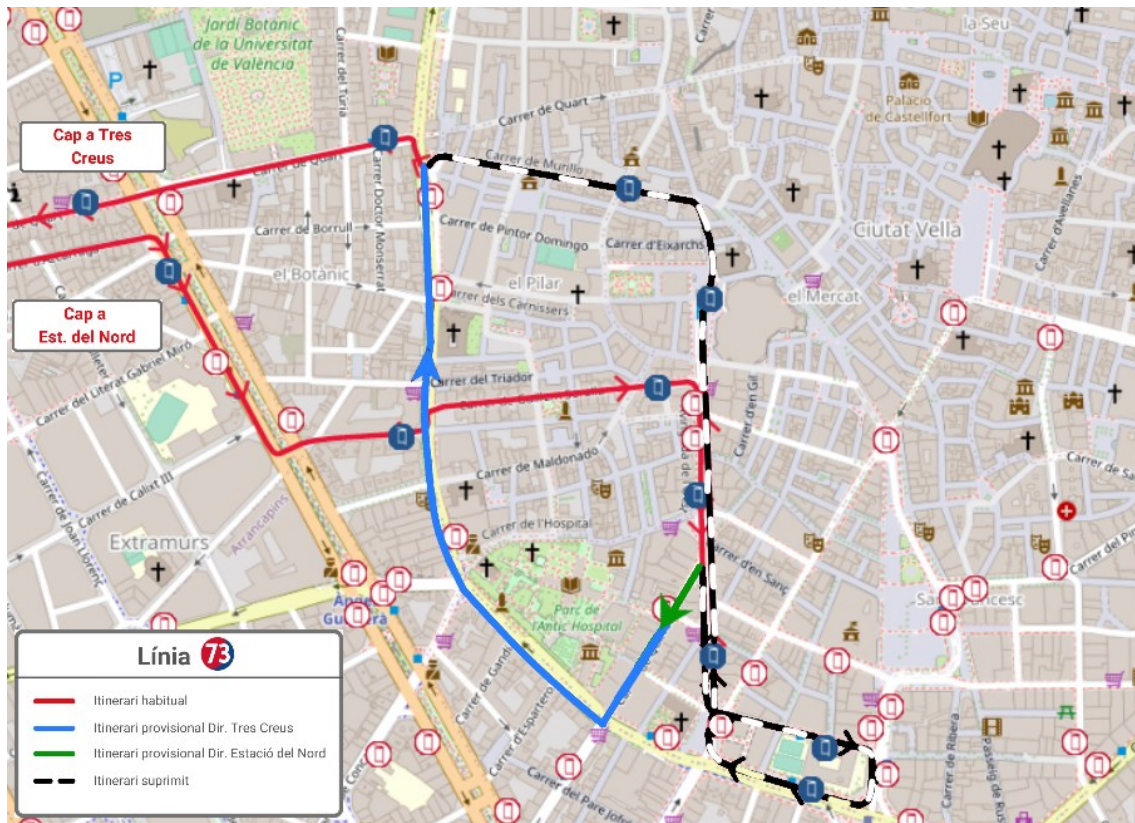 Jardí Botànic
de la Universitat
de València
la Seu
Palacio
de Castellfort
Carrer del Túria
Carrer de Quart
P
Cap a Tres
Creus
Carrer de Quart
Carrer Doctor Monserrat
Carrer de Murillo
Carrer d'Avellanes
Carrer de Borrull
Carrer de Pintor Domingo
Carrer d'Eixarchs
Ciutat Vella
el Botànic
el Pilar
el Mercat
Carrer dels Carnissers
Cap a
Est. del Nord
Carrer del Literat Gabriel Miró
Carrer del Triador
Carrer d'en Gil
Carrer de Maldonado
Carrer de Calixt III
Carrer de Joan Llorenç
Arrancapins
Extramurs
Carrer de l'Hospital
Carrer d'en Sanç
Àngel
Guimerà
Parc de
l'Antic Hospital
Carrer de Gandia
Carrer d'Espartero
Carrer del Pare Jofré
Carrer de Ribera
Línia 73
Itinerari habitual
Itinerari provisional Dir. Tres Creus
Itinerari provisional Dir. Estació del Nord
Itinerari suprimit